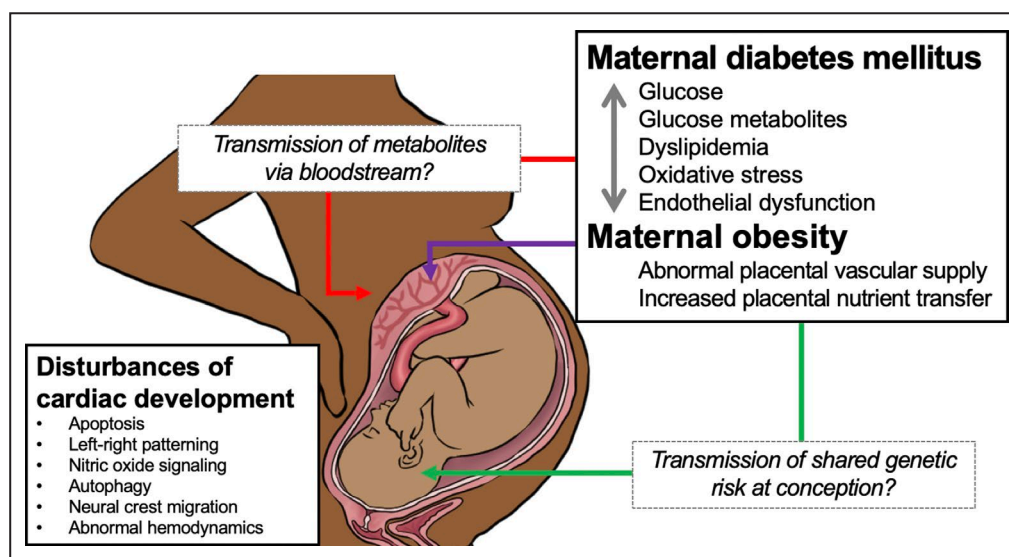 Maternal diabetes mellitus
Glucose
Glucose metabolites
Dyslipidemia
Oxidative stress
Endothelial dysfunction
Maternal obesity
Abnormal placental vascular supply
Increased placental nutrient transfer
Transmission of metabolites
via bloodstream?
Disturbances of
cardiac development
• Apoptosis
• Left-right patterning
• Nitric oxide signaling
• Autophagy
• Neural crest migration
• Abnormal hemodynamics
Transmission of shared genetic
risk at conception?